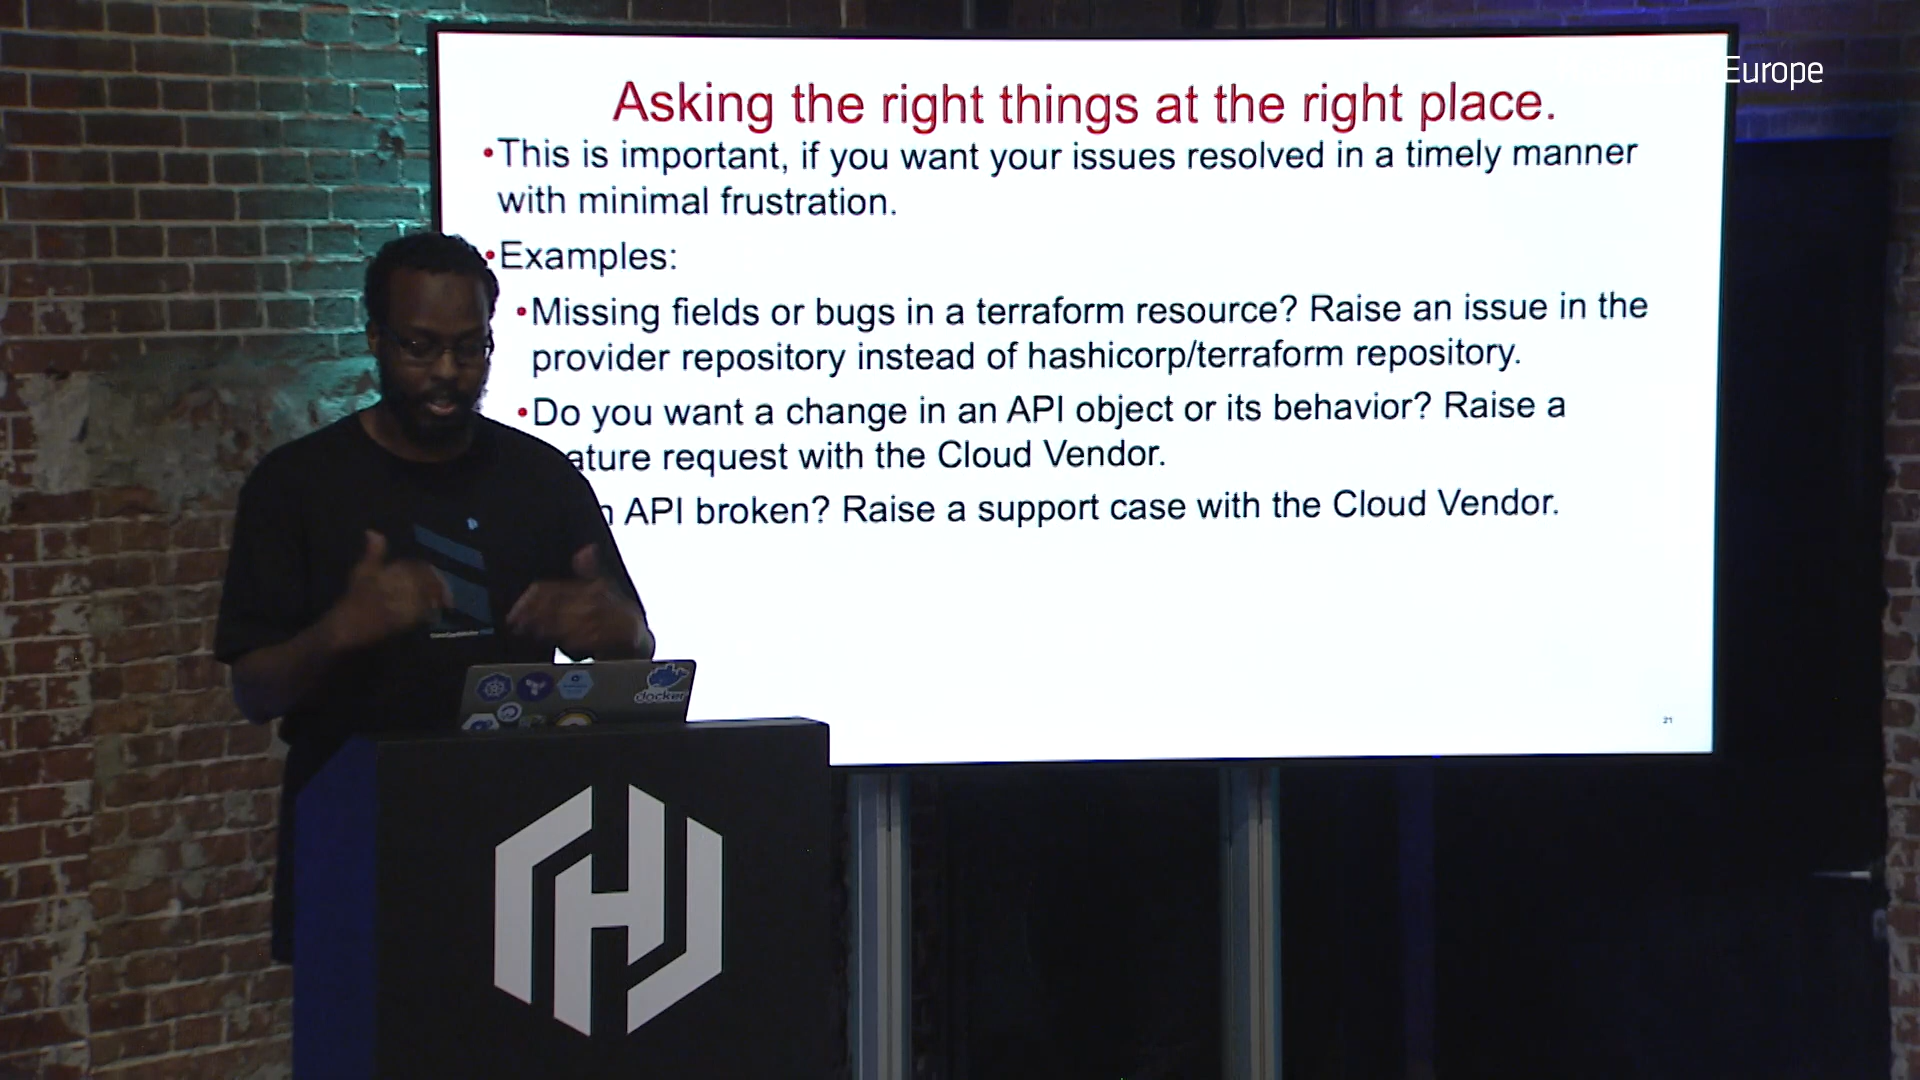 Europe
Asking the right things at the right place.
•This is important, if you want your issues resolved in a timely manner
with minimal frustration.
•Examples:
•Missing fields or bugs in a terraform resource? Raise an issue in the
provider repository instead of hashicorp/terraform repository.
•Do you want a change in an API object or its behavior? Raise a
ature request with the Cloud Vendor.
API broken? Raise a support case with the Cloud Vendor.
21
docker